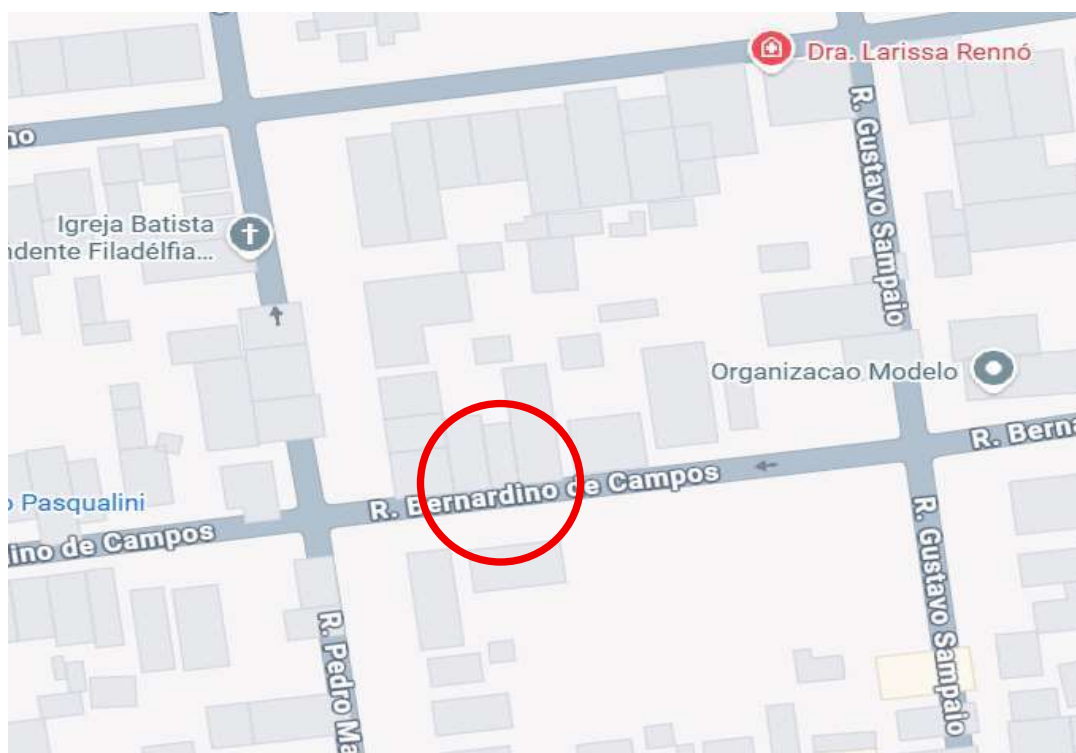 Dra. Larissa Rennó
no
R. Gustavo Sampaio
Igreja Batista
ndente Filadélfia...
Organizacao Modelo
R. Berna
R. Bernardino de Campos
o Pasqualini
ino de Campos
R. Gustavo Sampaio
R. Pedro Ma